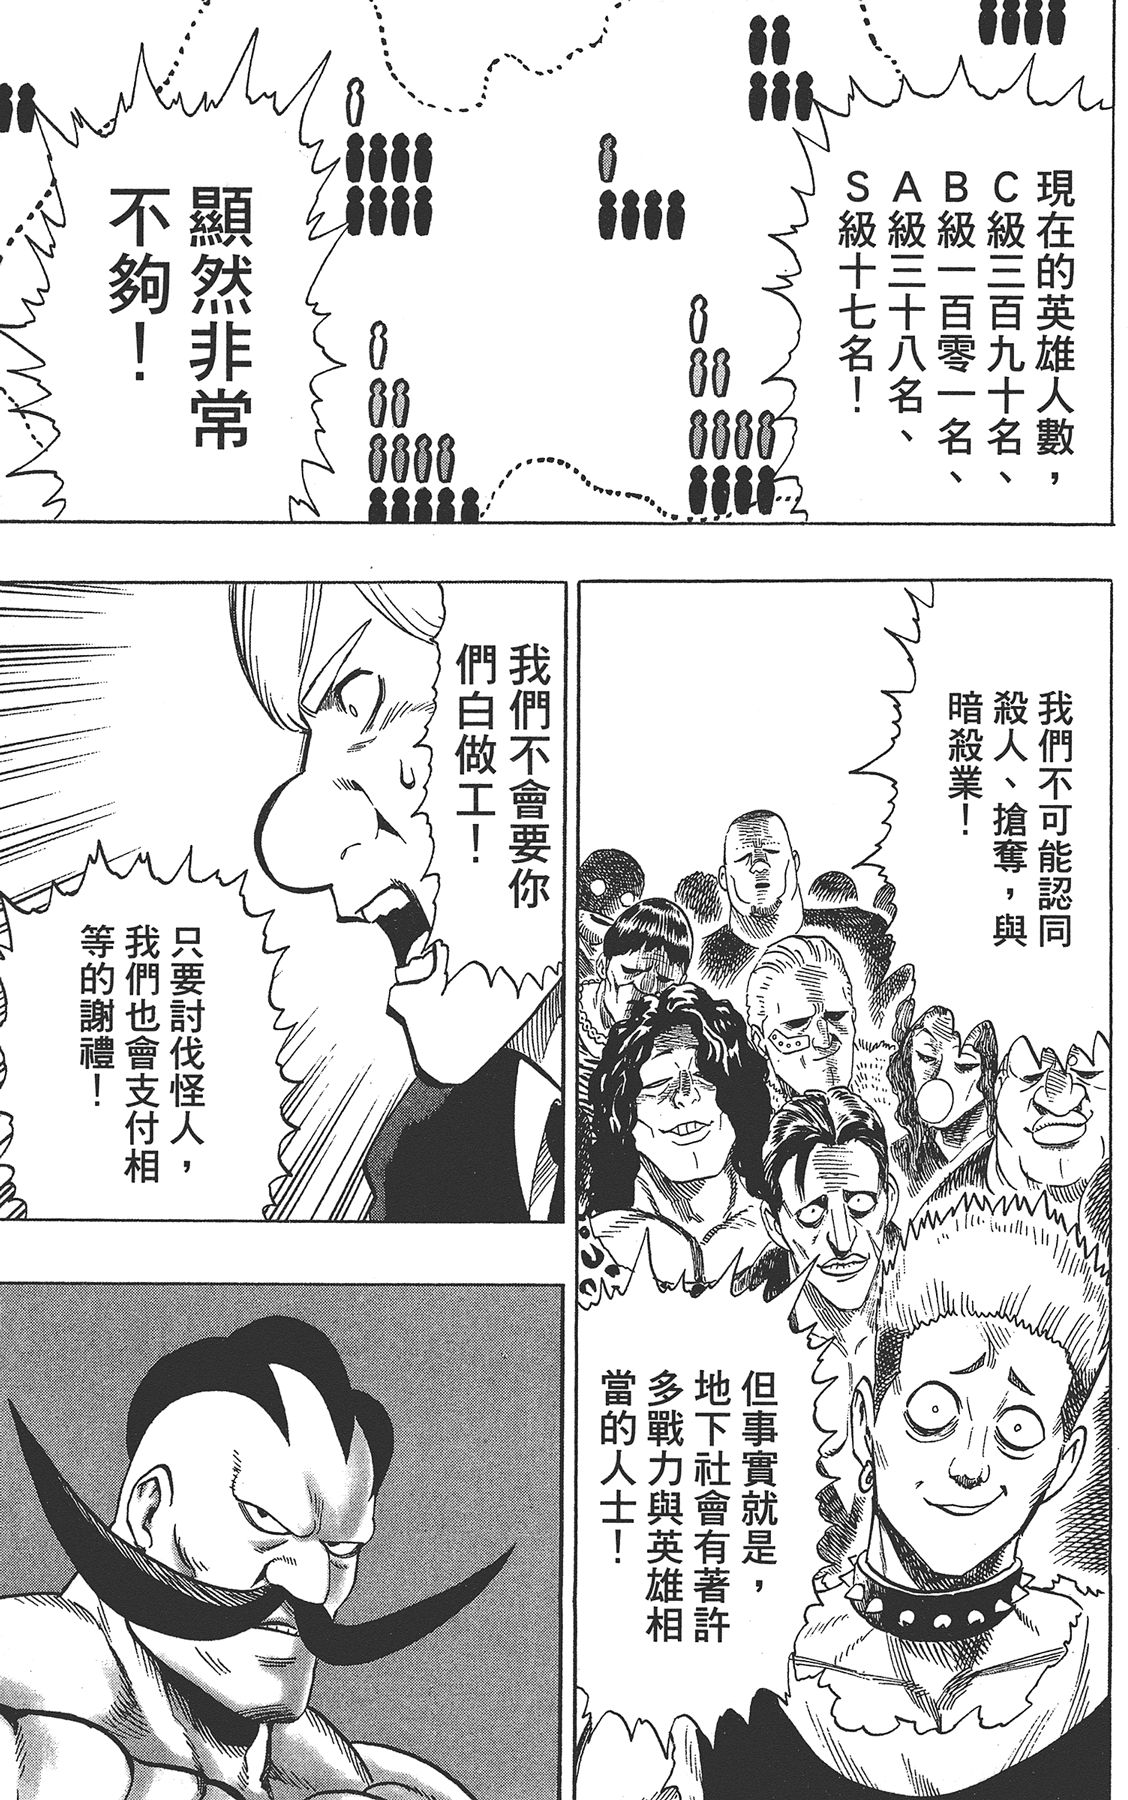 現在的英雄人數，
C級三百九十名、
B級一百零一名、
A級三十八名、
S級十七名！
顯然非常
不夠！
我們不可能認同
殺人、搶奪，與
暗殺業！
但事實就是，
地下社會有著許
多戰力與英雄相
當的人士！
我們不會要你
們白做工！
只要討伐怪人，
我們也會支付相
等的謝禮！